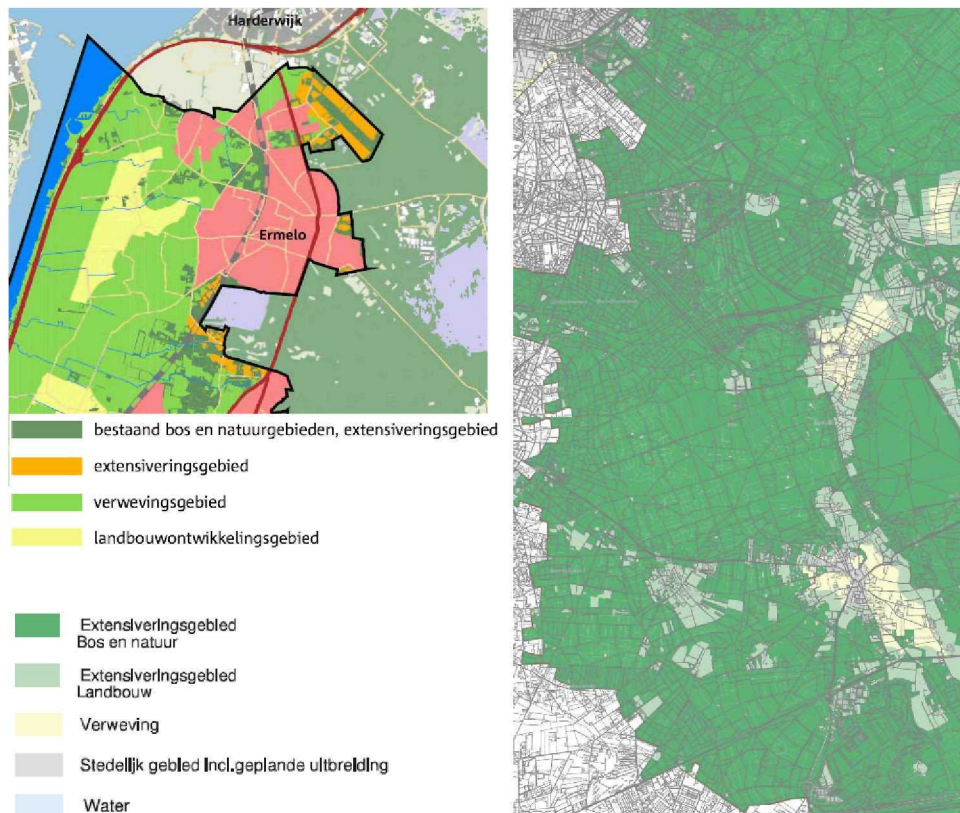 Harderwijk
Ermelo
bestaand bos en natuurgebieden, extensiveringsgebied
extensiveringsgebied
verwevingsgebied
landbouwontwikkelingsgebied
Extensiveringsgebied
Bos en natuur
Extensiveringsgebied
Landbouw
Verweving
Stedelijk gebied incl.geplande uitbreiding
Water